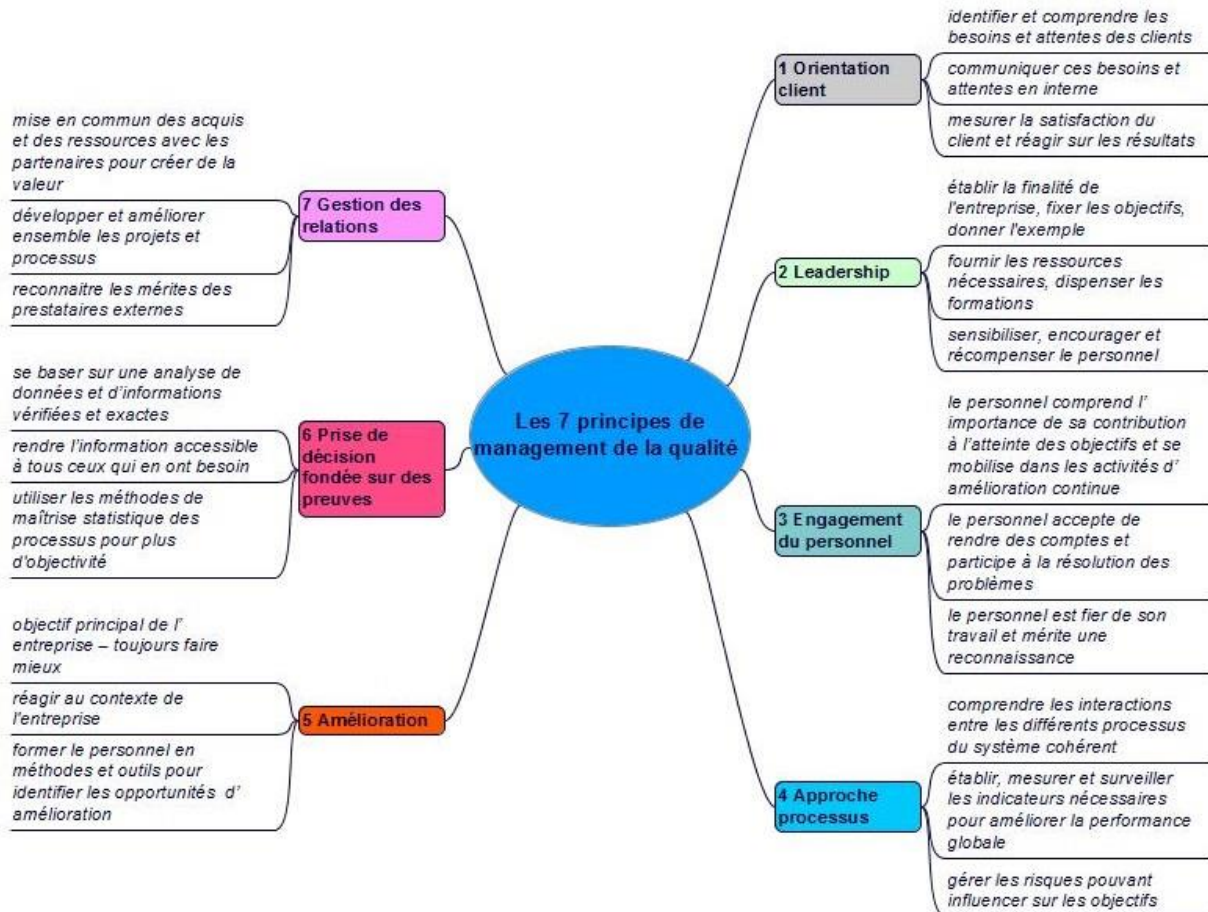 Les 7 principes de
management de la qualité
1 Orientation
client
identifier et comprendre les
besoins et attentes des clients
communiquer ces besoins et
attentes en interne
mesurer la satisfaction du
client et réagir sur les résultats
2 Leadership
établir la finalité de
l'entreprise, fixer les objectifs,
donner l'exemple
fournir les ressources
nécessaires, dispenser les
formations
sensibiliser, encourager et
récompenser le personnel
3 Engagement
du personnel
le personnel comprend l’
importance de sa contribution
à l’atteinte des objectifs et se
mobilise dans les activités d’
amélioration continue
le personnel accepte de
rendre des comptes et
participe à la résolution des
problèmes
le personnel est fier de son
travail et mérite une
reconnaissance
4 Approche
processus
comprendre les interactions
entre les différents processus
du système cohérent
établir, mesurer et surveiller
les indicateurs nécessaires
pour améliorer la performance
globale
gérer les risques pouvant
influencer sur les objectifs
5 Amélioration
objectif principal de l’
entreprise – toujours faire
mieux
réagir au contexte de
l’entreprise
former le personnel en
méthodes et outils pour
identifier les opportunités d’
amélioration
6 Prise de
décision
fondée sur des
preuves
se baser sur une analyse de
données et d’informations
vérifiées et exactes
rendre l’information accessible
à tous ceux qui en ont besoin
utiliser les méthodes de
maîtrise statistique des
processus pour plus
d'objectivité
7 Gestion des
relations
mise en commun des acquis
et des ressources avec les
partenaires pour créer de la
valeur
développer et améliorer
ensemble les projets et
processus
reconnaitre les mérites des
prestataires externes